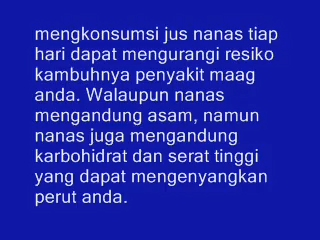 mengkonsumsi jus nanas tiap
hari dapat mengurangi resiko
kambuhnya penyakit maag
anda. Walaupun nanas
mengandung asam, namun
nanas juga mengandung
karbohidrat dan serat tinggi
yang dapat mengenyangkan
perut anda.